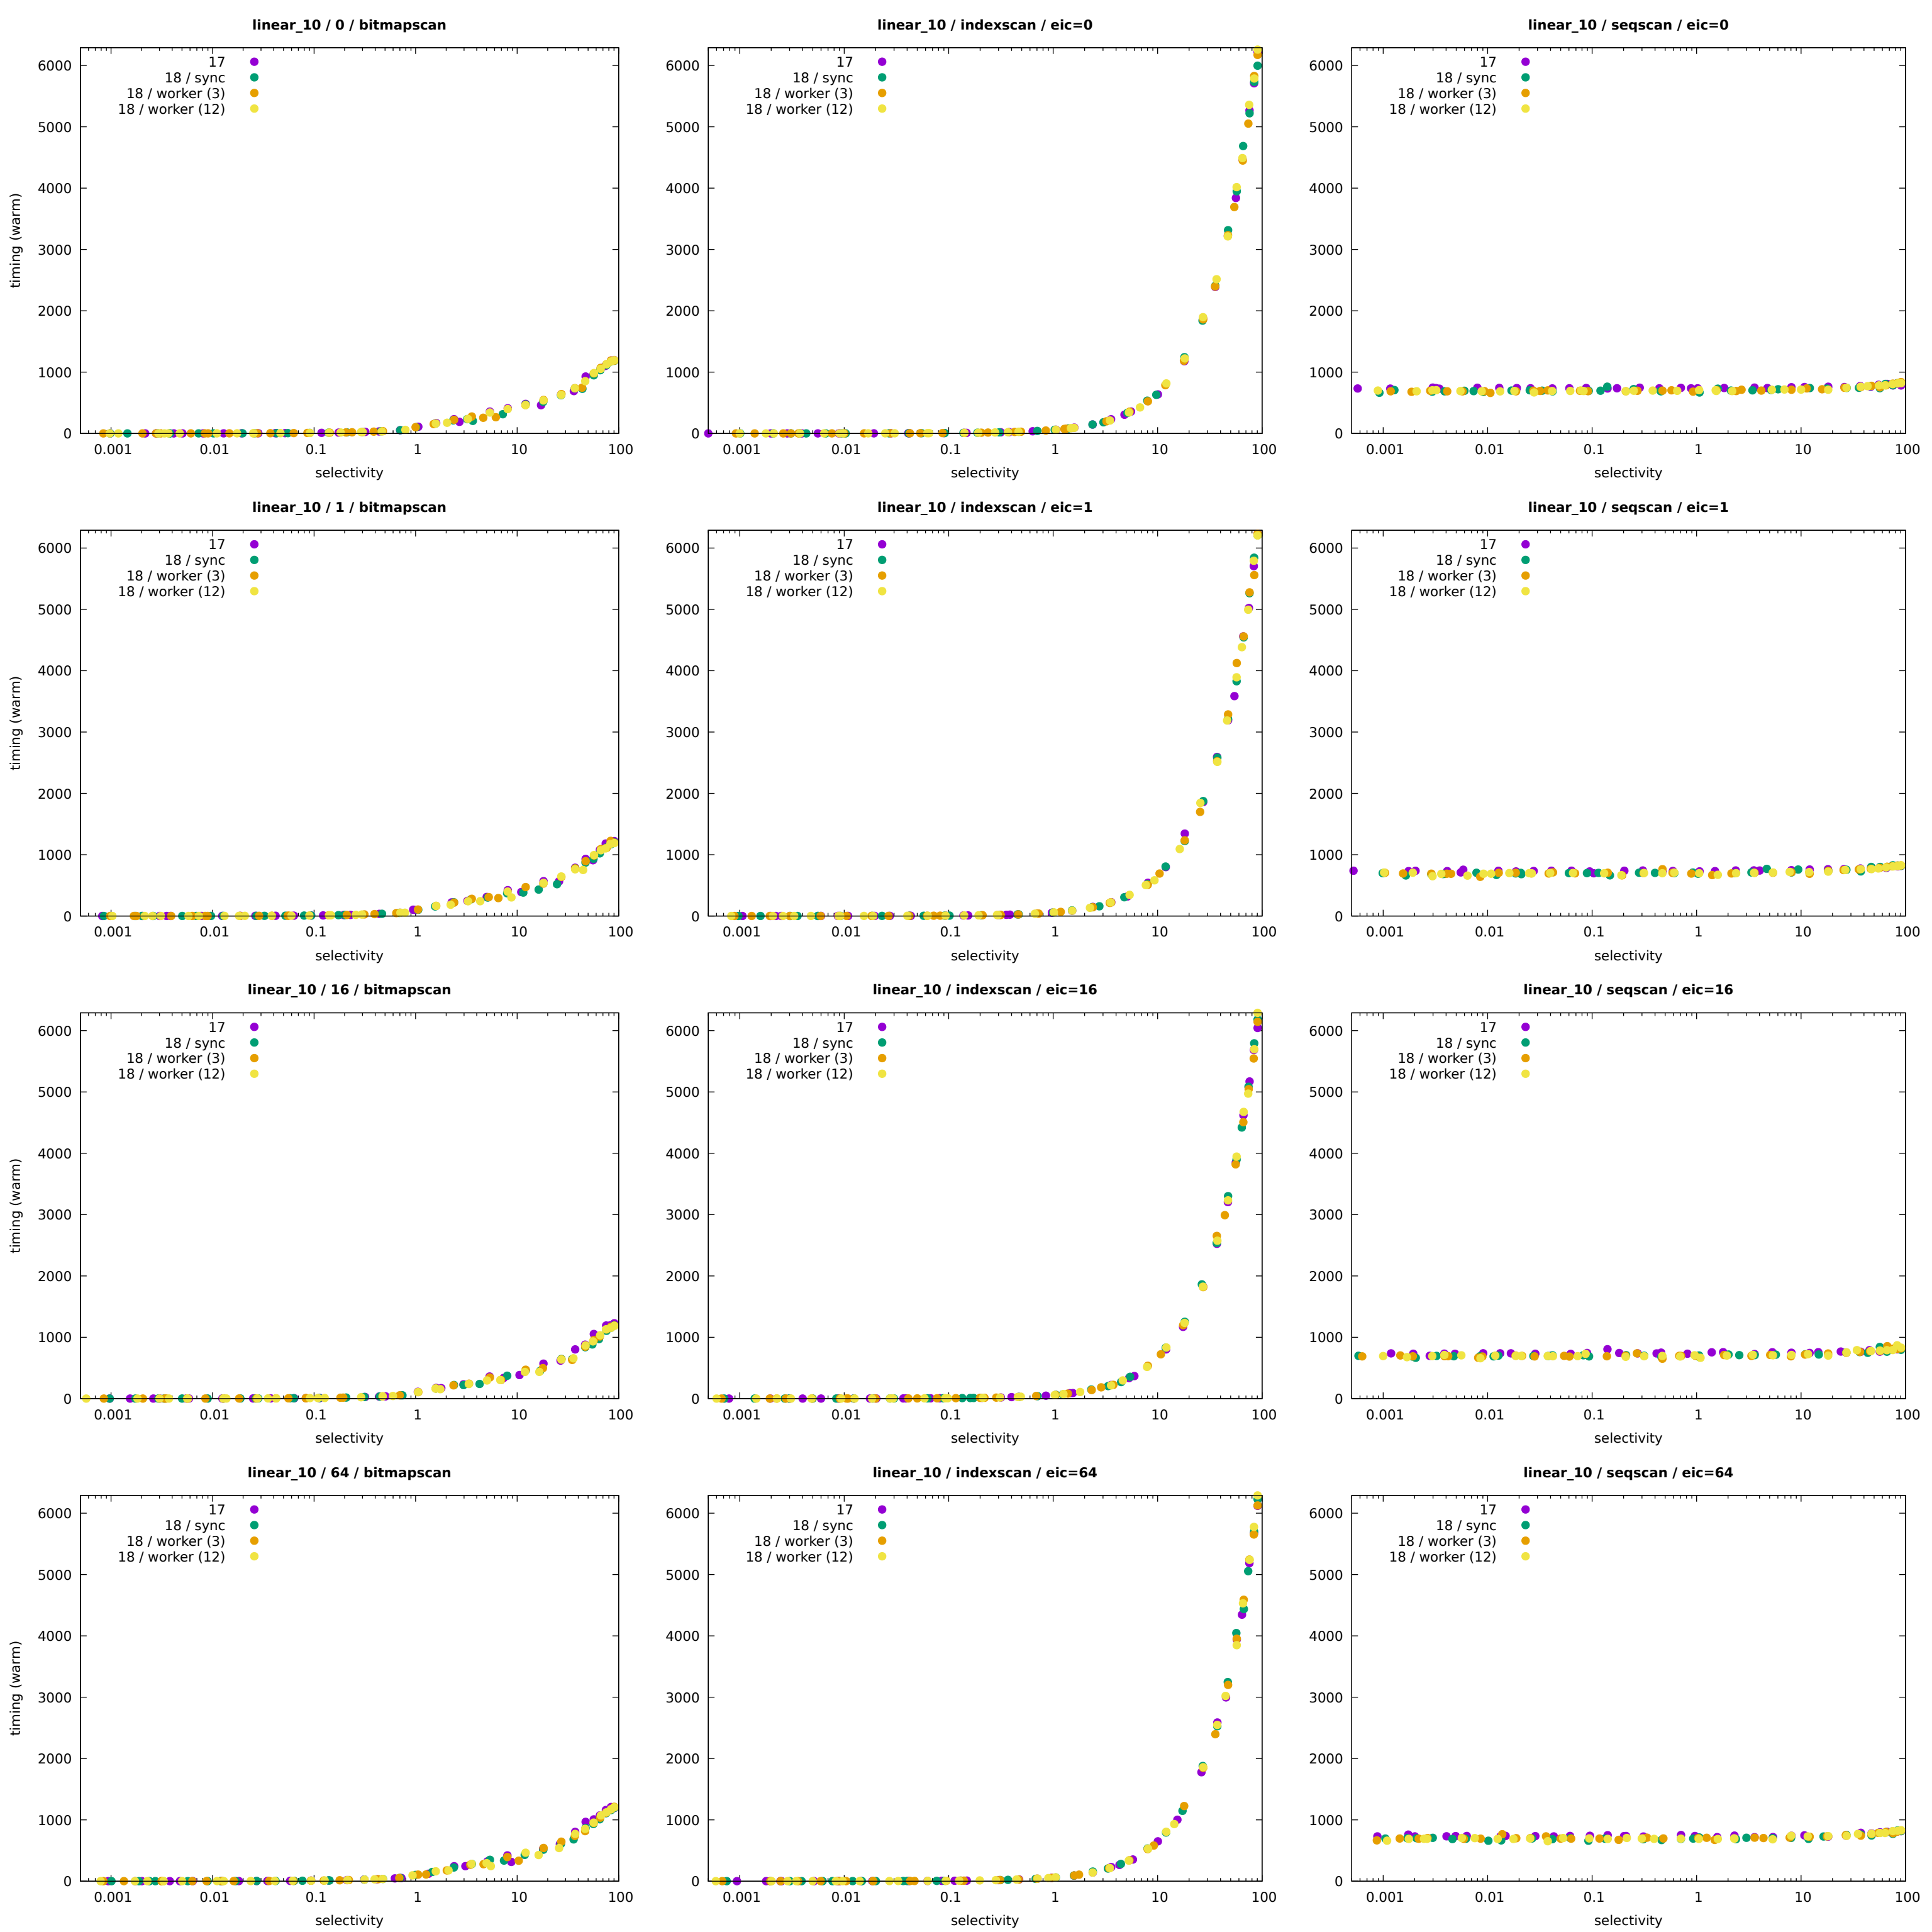 linear_10 / 0 / bitmapscan
timing (warm)
6000
5000
4000
3000
2000
1000
0
17
18 / sync
18 / worker (3)
18 / worker (12)
0.001 0.01 0.1 1 10 100
selectivity
linear_10 / indexscan / eic=0
6000
5000
4000
3000
2000
1000
0
17
18 / sync
18 / worker (3)
18 / worker (12)
0.001 0.01 0.1 1 10 100
selectivity
linear_10 / seqscan / eic=0
6000
5000
4000
3000
2000
1000
0
17
18 / sync
18 / worker (3)
18 / worker (12)
0.001 0.01 0.1 1 10 100
selectivity
linear_10 / 1 / bitmapscan
timing (warm)
6000
5000
4000
3000
2000
1000
0
17
18 / sync
18 / worker (3)
18 / worker (12)
0.001 0.01 0.1 1 10 100
selectivity
linear_10 / indexscan / eic=1
6000
5000
4000
3000
2000
1000
0
17
18 / sync
18 / worker (3)
18 / worker (12)
0.001 0.01 0.1 1 10 100
selectivity
linear_10 / seqscan / eic=1
6000
5000
4000
3000
2000
1000
0
17
18 / sync
18 / worker (3)
18 / worker (12)
0.001 0.01 0.1 1 10 100
selectivity
linear_10 / 16 / bitmapscan
timing (warm)
6000
5000
4000
3000
2000
1000
0
17
18 / sync
18 / worker (3)
18 / worker (12)
0.001 0.01 0.1 1 10 100
selectivity
linear_10 / indexscan / eic=16
6000
5000
4000
3000
2000
1000
0
17
18 / sync
18 / worker (3)
18 / worker (12)
0.001 0.01 0.1 1 10 100
selectivity
linear_10 / seqscan / eic=16
6000
5000
4000
3000
2000
1000
0
17
18 / sync
18 / worker (3)
18 / worker (12)
0.001 0.01 0.1 1 10 100
selectivity
linear_10 / 64 / bitmapscan
timing (warm)
6000
5000
4000
3000
2000
1000
0
17
18 / sync
18 / worker (3)
18 / worker (12)
0.001 0.01 0.1 1 10 100
selectivity
linear_10 / indexscan / eic=64
6000
5000
4000
3000
2000
1000
0
17
18 / sync
18 / worker (3)
18 / worker (12)
0.001 0.01 0.1 1 10 100
selectivity
linear_10 / seqscan / eic=64
6000
5000
4000
3000
2000
1000
0
17
18 / sync
18 / worker (3)
18 / worker (12)
0.001 0.01 0.1 1 10 100
selectivity